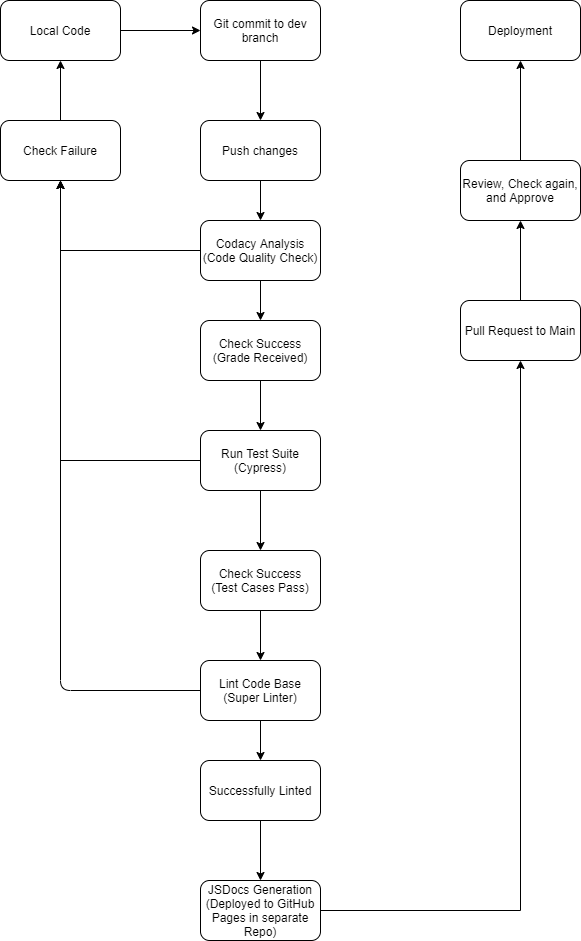 Local Code
Git commit to dev
branch
Deployment
Check Failure
Push changes
Review, Check again,
and Approve
Codacy Analysis
(Code Quality Check)
Check Success
(Grade Received)
Pull Request to Main
Run Test Suite
(Cypress)
Check Success
(Test Cases Pass)
Lint Code Base
(Super Linter)
Successfully Linted
JSDocs Generation
(Deployed to GitHub
Pages in separate
Repo)